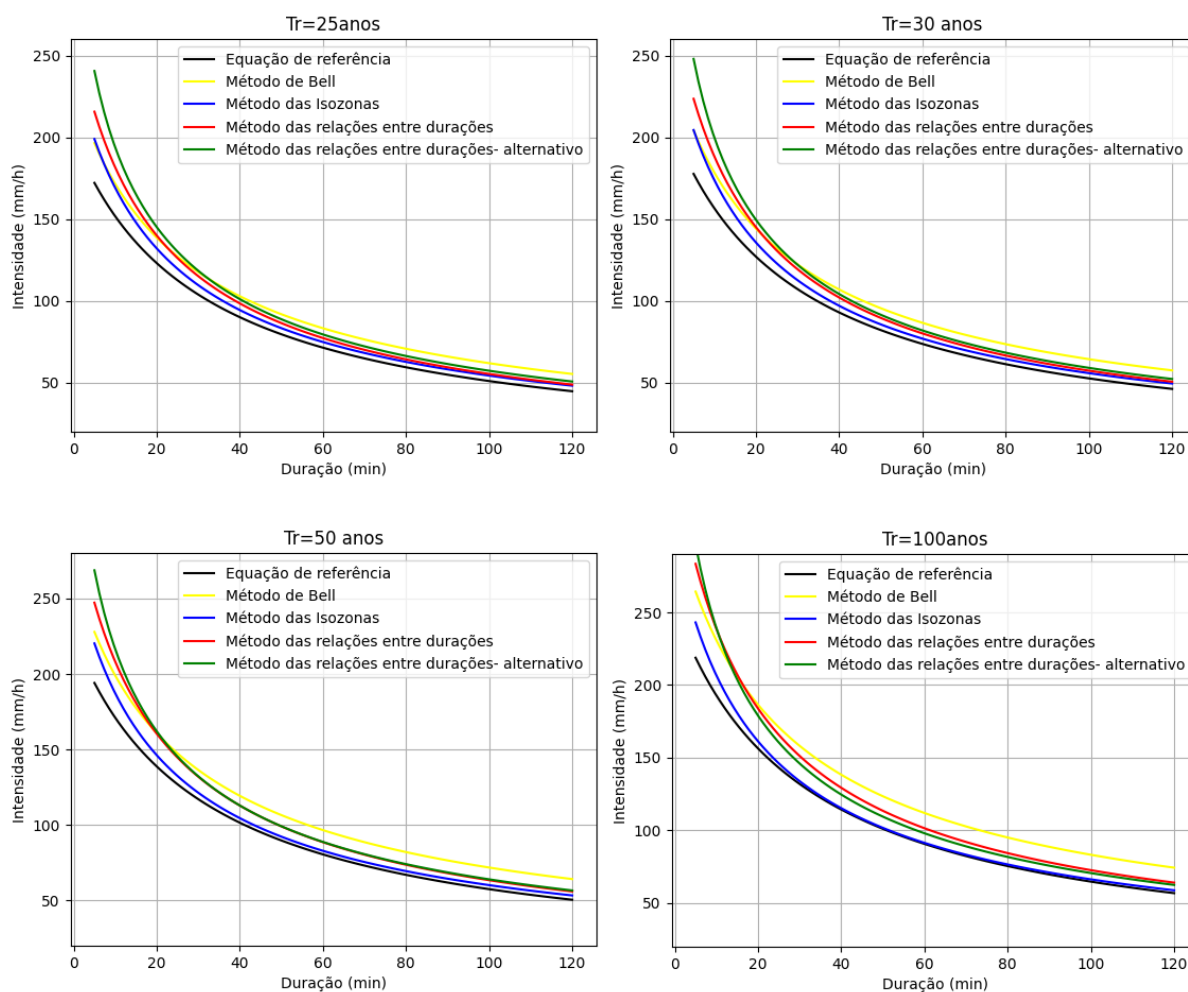 Tr=25anos
250
200
150
100
50
Intensidade (mm/h)
Equação de referência
Método de Bell
Método das Isozonas
Método das relações entre durações
Método das relações entre durações- alternativo
0 20 40 60 80 100 120
Duração (min)
Tr=30 anos
250
200
150
100
50
Intensidade (mm/h)
Equação de referência
Método de Bell
Método das Isozonas
Método das relações entre durações
Método das relações entre durações- alternativo
0 20 40 60 80 100 120
Duração (min)
Tr=50 anos
250
200
150
100
50
Intensidade (mm/h)
Equação de referência
Método de Bell
Método das Isozonas
Método das relações entre durações
Método das relações entre durações- alternativo
0 20 40 60 80 100 120
Duração (min)
Tr=100anos
250
200
150
100
50
Intensidade (mm/h)
Equação de referência
Método de Bell
Método das Isozonas
Método das relações entre durações
Método das relações entre durações- alternativo
0 20 40 60 80 100 120
Duração (min)